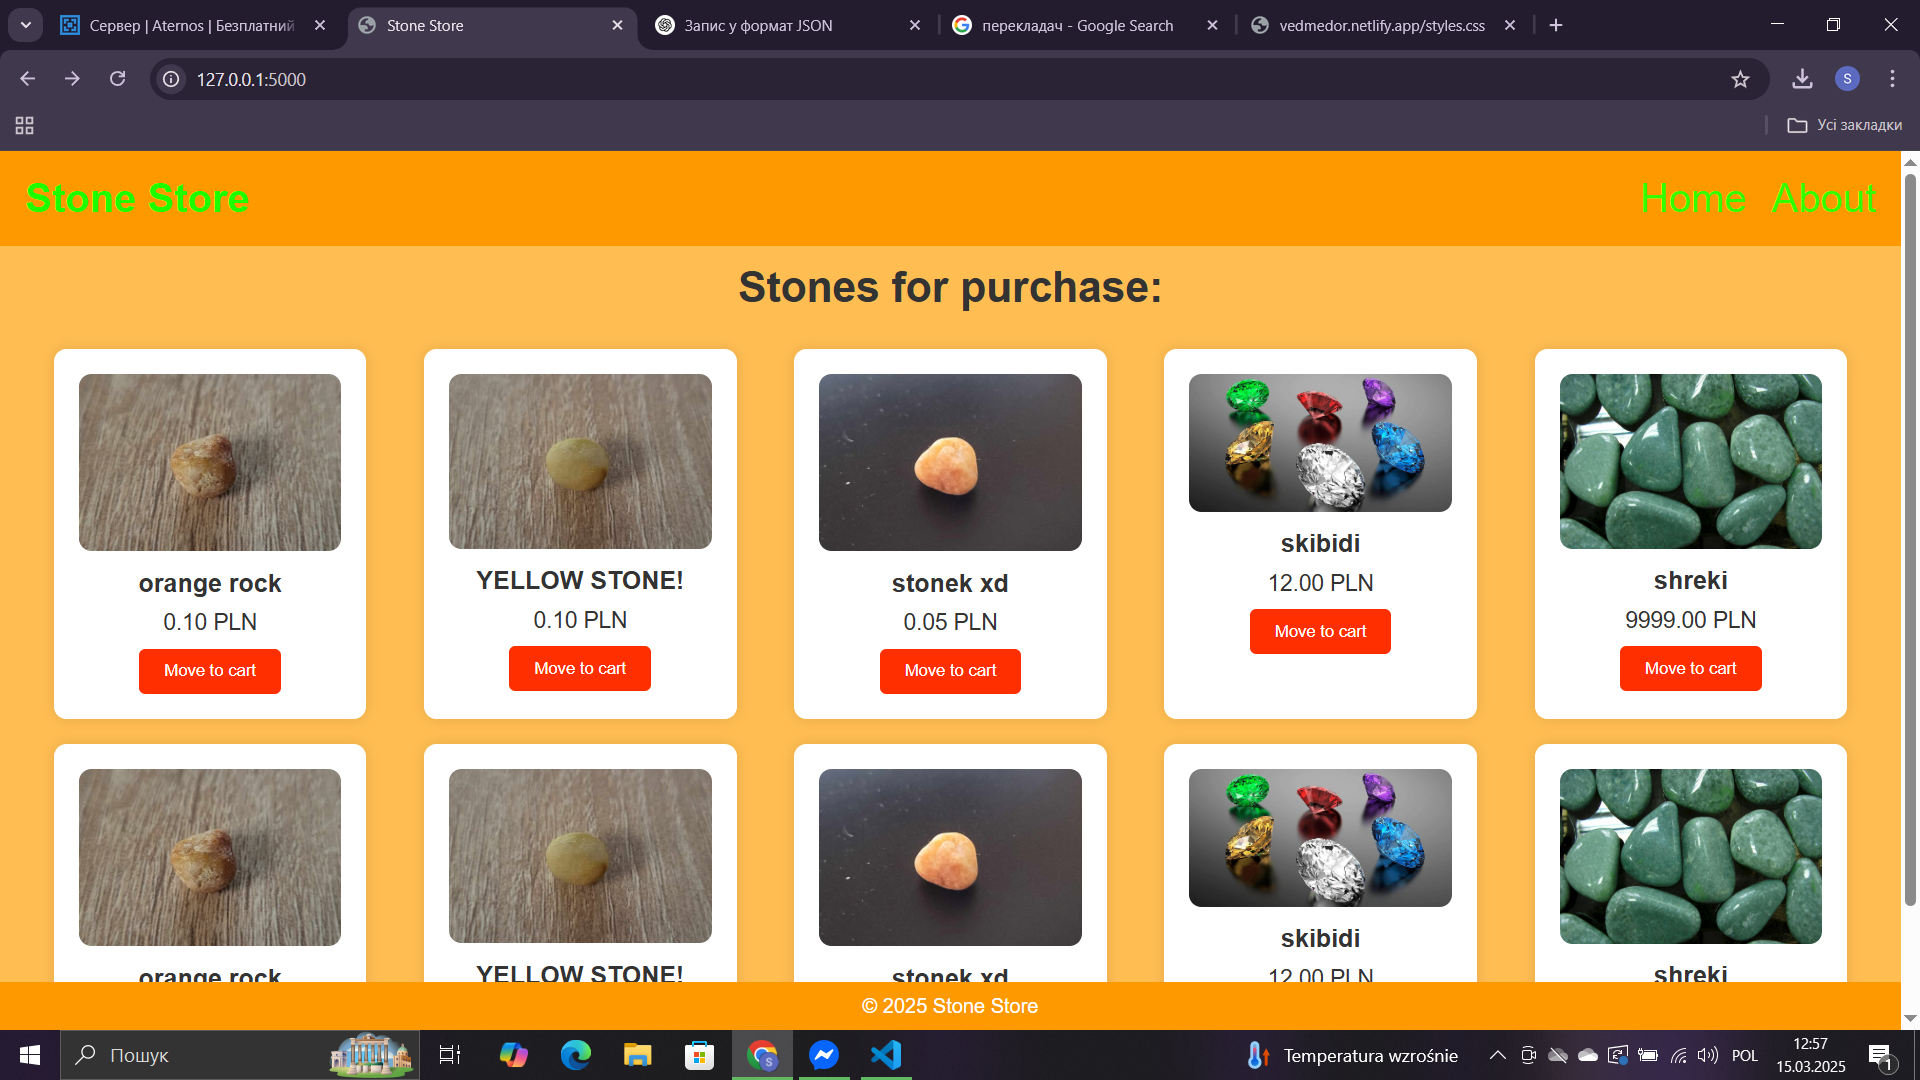 Сервер | Aternos | Безплатний
Stone Store
Запис у формат JSON
перекладач - Google Search
vedmedor.netlify.app/styles.css
127.0.0.1:5000
S
Усі закладки
Stone Store
Home About
Stones for purchase:
orange rock
0.10 PLN
Move to cart
YELLOW STONE!
0.10 PLN
Move to cart
stonek xd
0.05 PLN
Move to cart
skibidi
12.00 PLN
Move to cart
shreki
9999.00 PLN
Move to cart
orange rock
YELLOW STONE!
stonek xd
skibidi
12.00 PLN
shreki
© 2025 Stone Store
Пошук
Temperatura wzrośnie
POL
12:57
15.03.2025
1